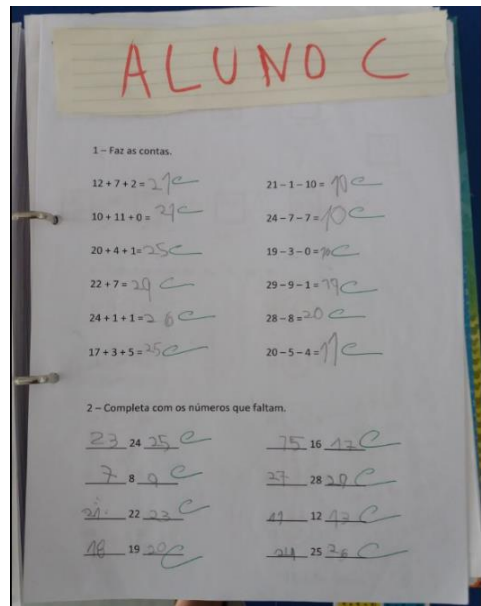 ALUNO C
1 – Faz as contas.
12 + 7 + 2 = 21 C
21 – 1 – 10 = 10 C
10 + 11 + 0 = 21 C
24 – 7 – 7 = 10 C
20 + 4 + 1 = 25 C
19 – 3 – 0 = C
22 + 7 = 29 C
29 – 9 – 1 = 19 C
24 + 1 + 1 = 26 C
28 – 8 = 20 C
17 + 3 + 5 = 25 C
20 – 5 – 4 = 11 C
2 – Completa com os números que faltam.
23 24 25 C
15 16 17 C
7 8 9 C
27 28 29 C
21 22 23 C
11 12 13 C
18 19 20 C
24 25 26 C